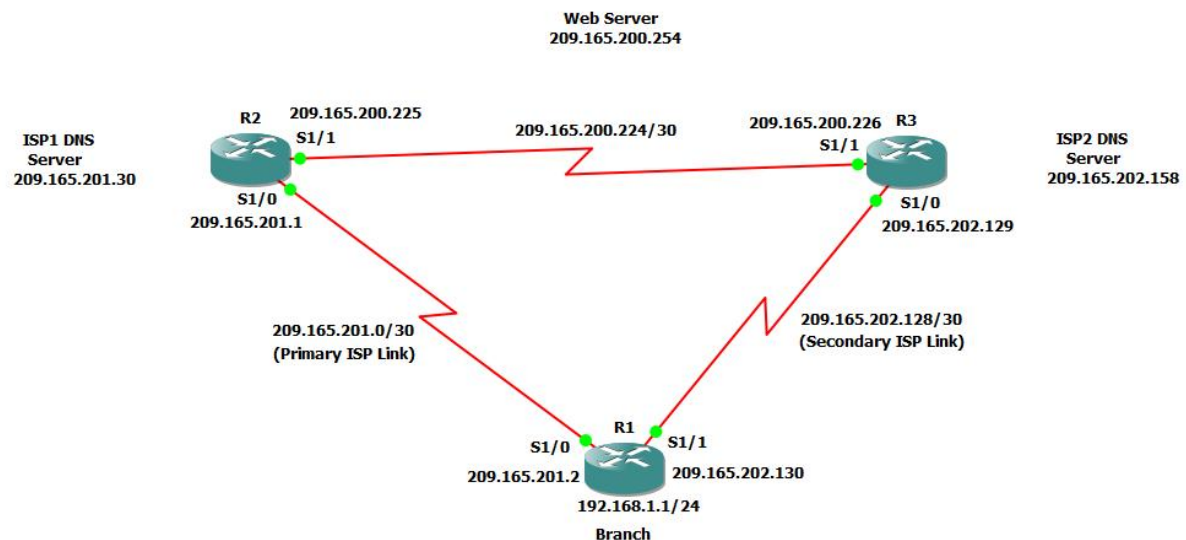 Web Server
209.165.200.254
R2
209.165.200.225
S1/1
209.165.200.224/30
209.165.200.226
S1/1
R3
ISP1 DNS
Server
209.165.201.30
ISP2 DNS
Server
209.165.202.158
S1/0
209.165.201.1
S1/0
209.165.202.129
209.165.201.0/30
(Primary ISP Link)
209.165.202.128/30
(Secondary ISP Link)
R1
S1/0
209.165.201.2
S1/1
209.165.202.130
192.168.1.1/24
Branch